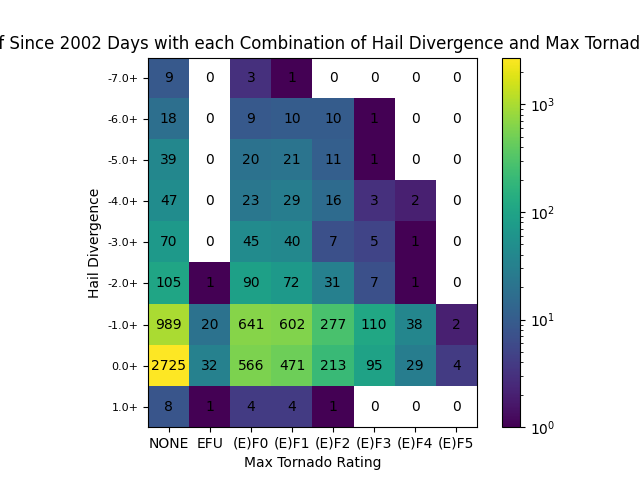 f Since 2002 Days with each Combination of Hail Divergence and Max Tornad
-7.0+ 9 0 3 1 0 0 0 0
-6.0+ 18 0 9 10 10 1 0 0
-5.0+ 39 0 20 21 11 1 0 0
-4.0+ 47 0 23 29 16 3 2 0
-3.0+ 70 0 45 40 7 5 1 0
-2.0+ 105 1 90 72 31 7 1 0
-1.0+ 989 20 641 602 277 110 38 2
0.0+ 2725 32 566 471 213 95 29 4
1.0+ 8 1 4 4 1 0 0 0
NONE EFU (E)F0 (E)F1 (E)F2 (E)F3 (E)F4 (E)F5
Max Tornado Rating
Hail Divergence
10³
10²
10¹
10⁰